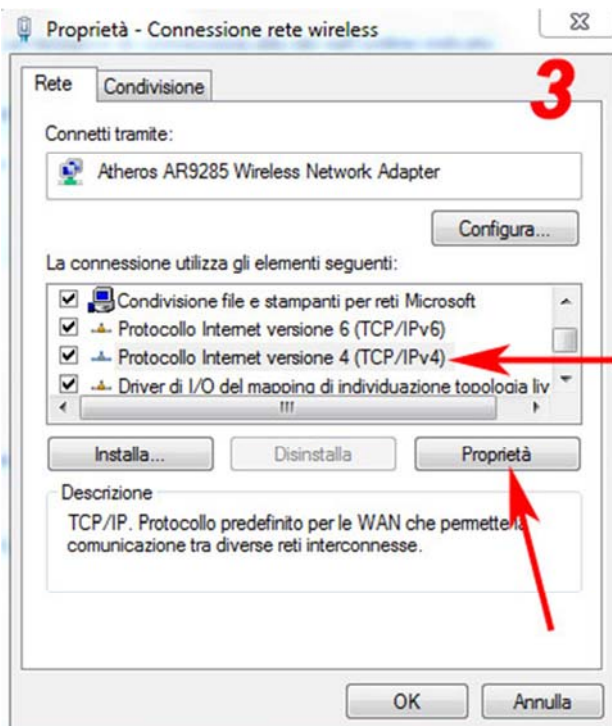 Proprietà - Connessione rete wireless
Rete Condivisione
3
Connetti tramite:
Atheros AR9285 Wireless Network Adapter
Configura...
La connessione utilizza gli elementi seguenti:
Condivisione file e stampanti per reti Microsoft
Protocollo Internet versione 6 (TCP/IPv6)
Protocollo Internet versione 4 (TCP/IPv4)
Driver di I/O del mapping di individuazione topologia liv
Installa... Disinstalla Proprietà
Descrizione
TCP/IP. Protocollo predefinito per le WAN che permette la
comunicazione tra diverse reti interconnesse.
OK Annulla